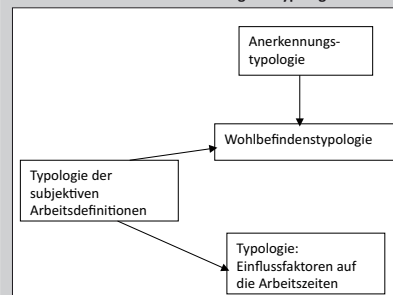 Anerkennungs-
typologie
Wohlbefindenstypologie
Typologie der
subjektiven
Arbeitsdefinitionen
Typologie:
Einflussfaktoren auf
die Arbeitszeiten